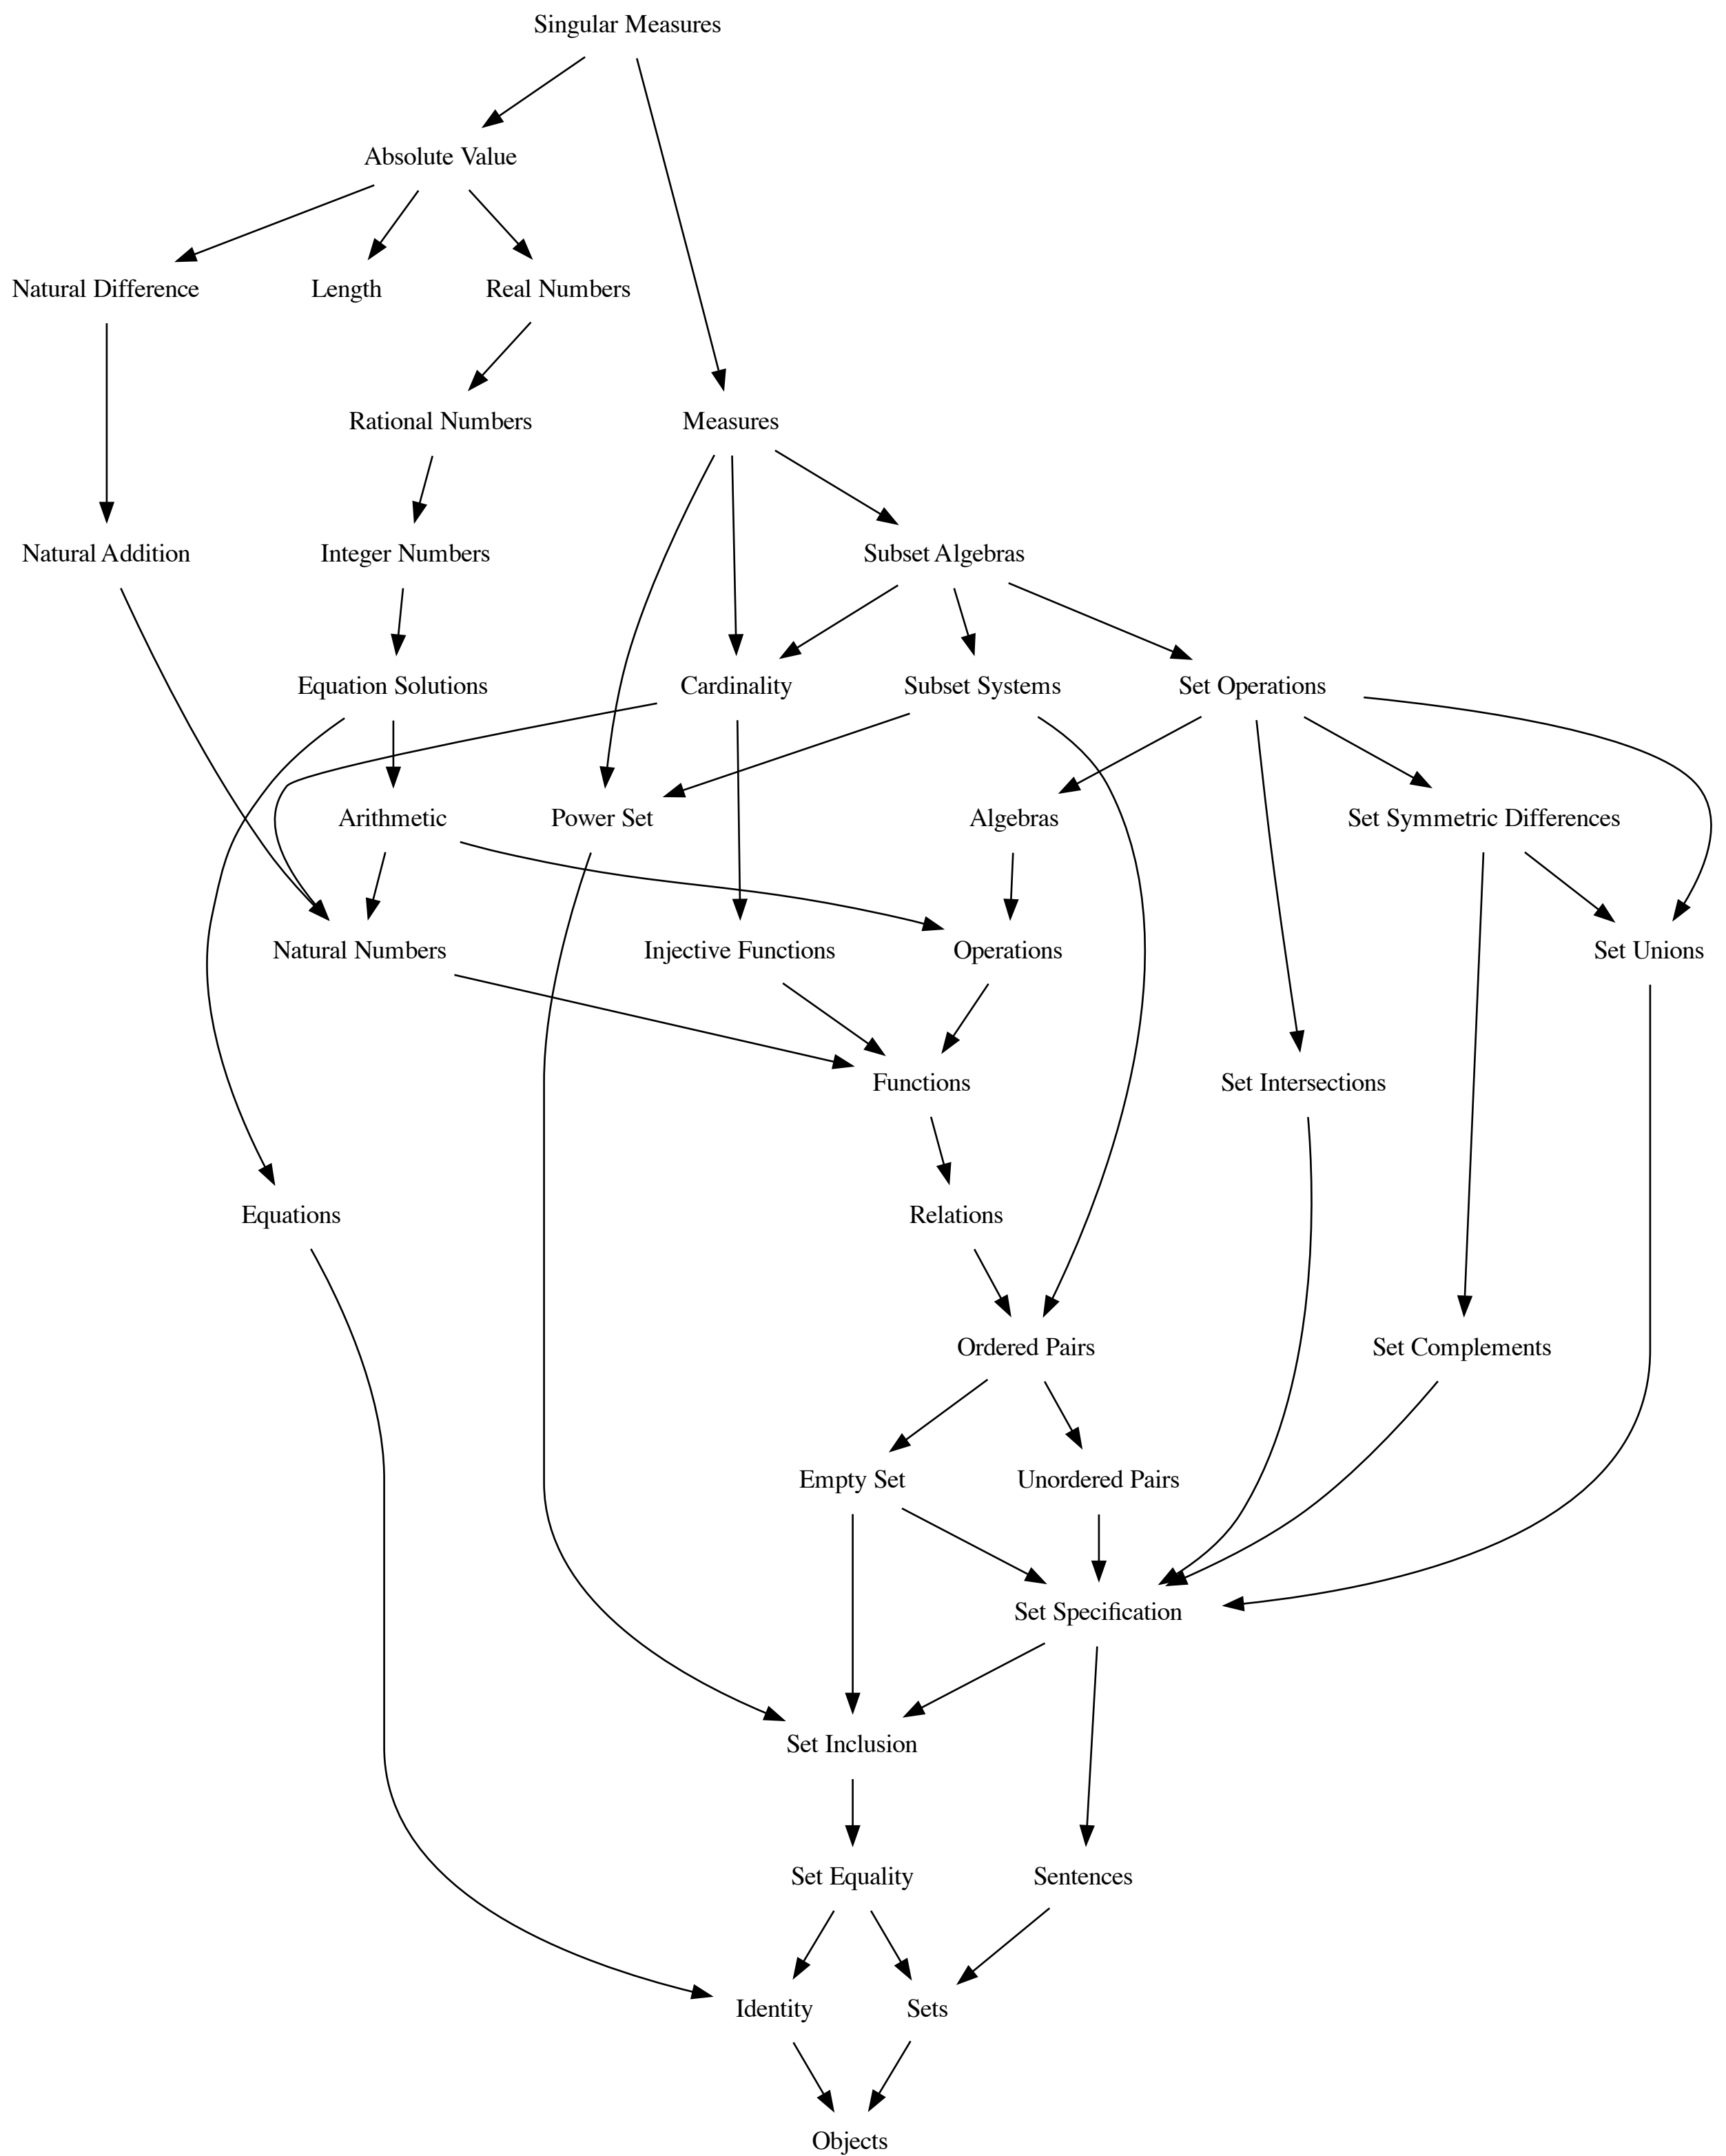 Singular Measures
Absolute Value
Natural Difference
Length
Real Numbers
Rational Numbers
Measures
Natural Addition
Integer Numbers
Subset Algebras
Equation Solutions
Cardinality
Subset Systems
Set Operations
Arithmetic
Power Set
Algebras
Set Symmetric Differences
Natural Numbers
Injective Functions
Operations
Set Unions
Functions
Set Intersections
Equations
Relations
Ordered Pairs
Set Complements
Empty Set
Unordered Pairs
Set Specification
Set Inclusion
Set Equality
Sentences
Identity
Sets
Objects